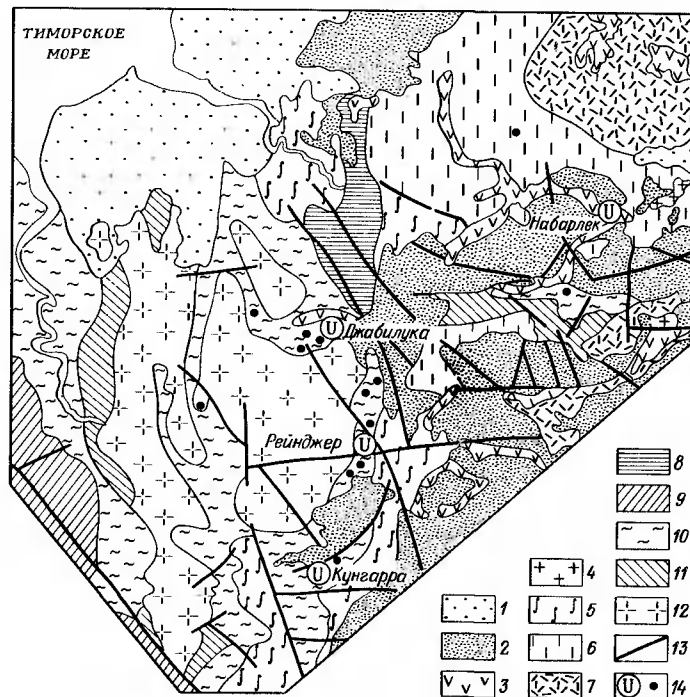 ТИМОРСКОЕ
МОРЕ
U
Набарлек
U
Джабилука
Рейнджер
U
U
Кунгарра
1
2
3
4
5
6
7
8
9
10
11
12
13
U
14